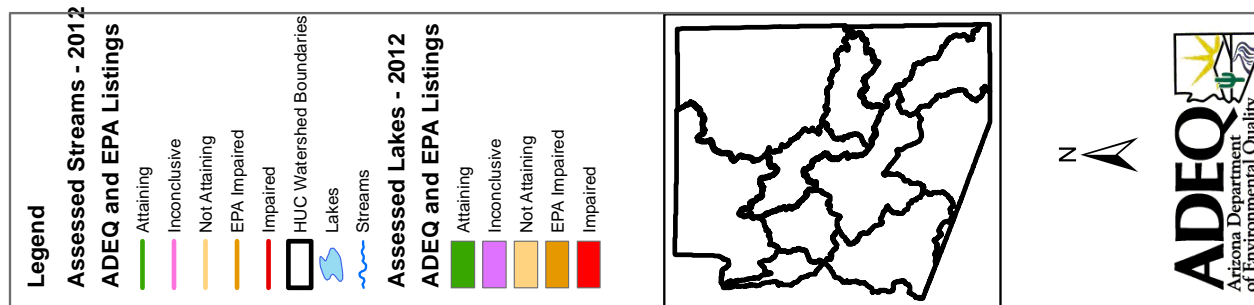 Legend
Assessed Streams - 2012
ADEQ and EPA Listings
Attaining
Inconclusive
Not Attaining
EPA Impaired
Impaired
HUC Watershed Boundaries
Lakes
Streams
Assessed Lakes - 2012
ADEQ and EPA Listings
Attaining
Inconclusive
Not Attaining
EPA Impaired
Impaired
N
ADEQ
Arizona Department
of Environmental Quality